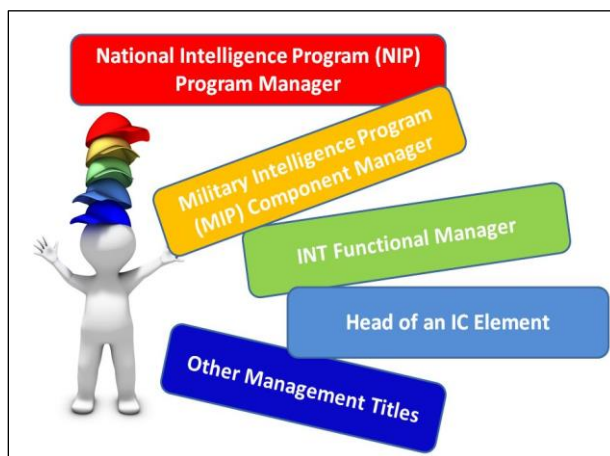 National Intelligence Program (NIP)
Program Manager
Military Intelligence Program
(MIP) Component Manager
INT Functional Manager
Head of an IC Element
Other Management Titles